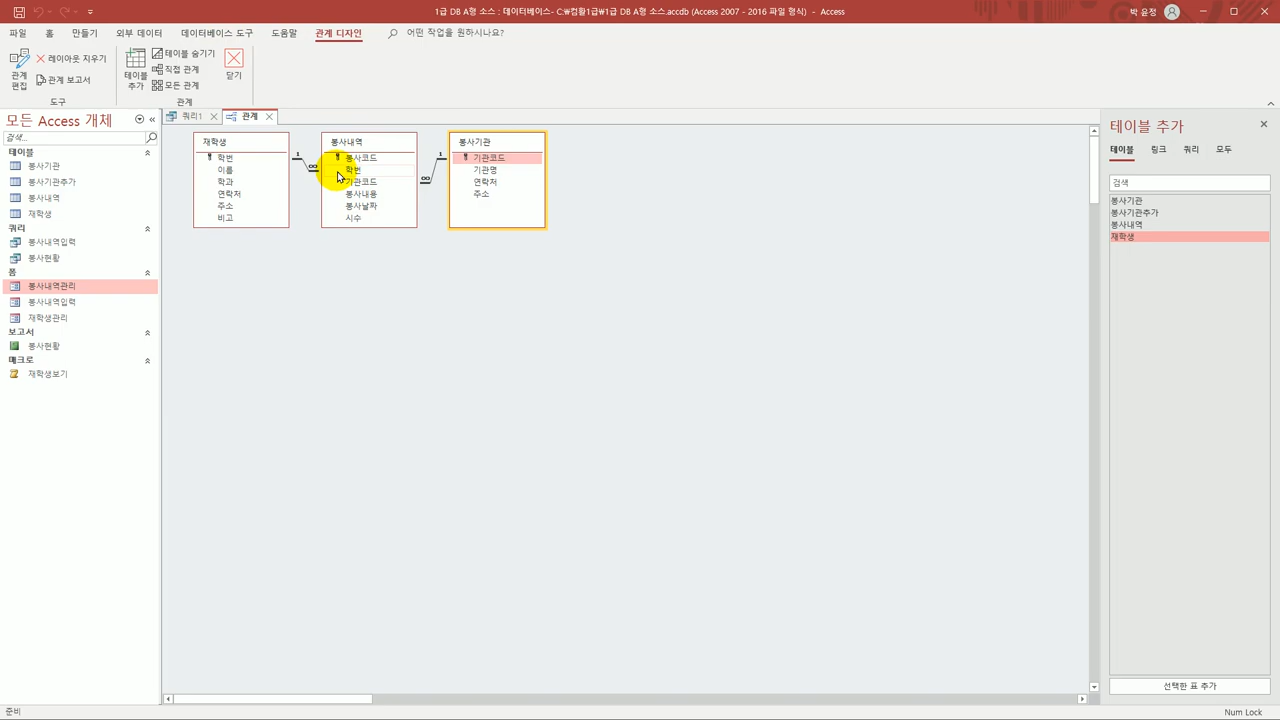 1급 DB A형 소스 : 데이터베이스- C:₩컴활1급₩1급 DB A형 소스.accdb (Access 2007 - 2016 파일 형식) - Access
박 윤정
파일 홈 만들기 외부 데이터 데이터베이스 도구 도움말 관계 디자인 어떤 작업을 원하시나요?
관계 편집
레이아웃 지우기
관계 보고서
도구
테이블 추가
테이블 숨기기
직접 관계
모든 관계
관계
닫기
모든 Access 개체
검색...
테이블
봉사기관
봉사기관추가
봉사내역
재학생
쿼리
봉사내역입력
봉사현황
폼
봉사내역관리
봉사내역입력
재학생관리
보고서
봉사현황
매크로
재학생보기
쿼리1
관계
재학생
학번
이름
학과
연락처
주소
비고
1
∞
봉사내역
봉사코드
학번
기관코드
봉사내용
봉사날짜
시수
∞
1
봉사기관
기관코드
기관명
연락처
주소
테이블 추가
테이블 링크 쿼리 모두
검색
봉사기관
봉사기관추가
봉사내역
재학생
선택한 표 추가
준비
Num Lock